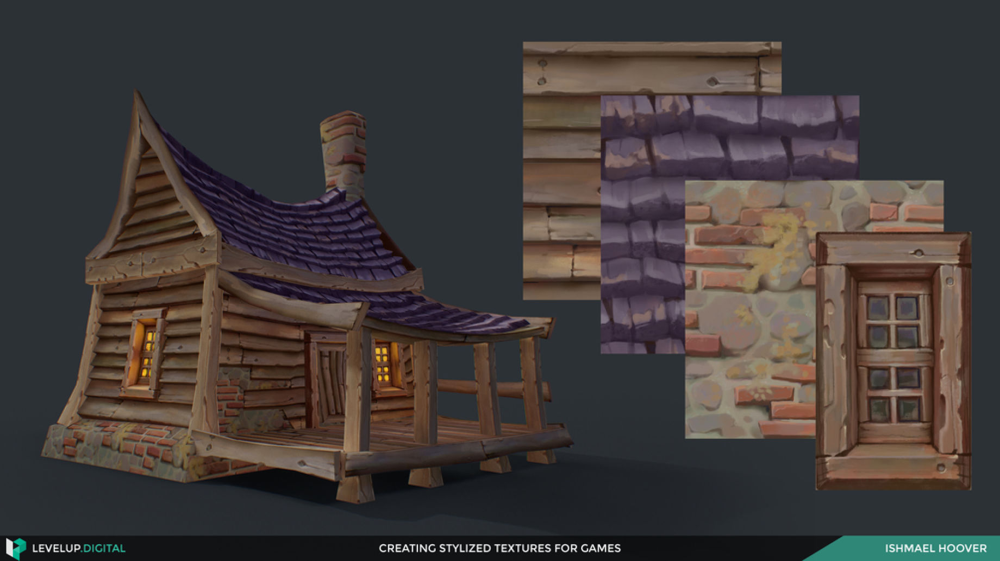 LEVELUP.DIGITAL
CREATING STYLIZED TEXTURES FOR GAMES
ISHMAEL HOOVER